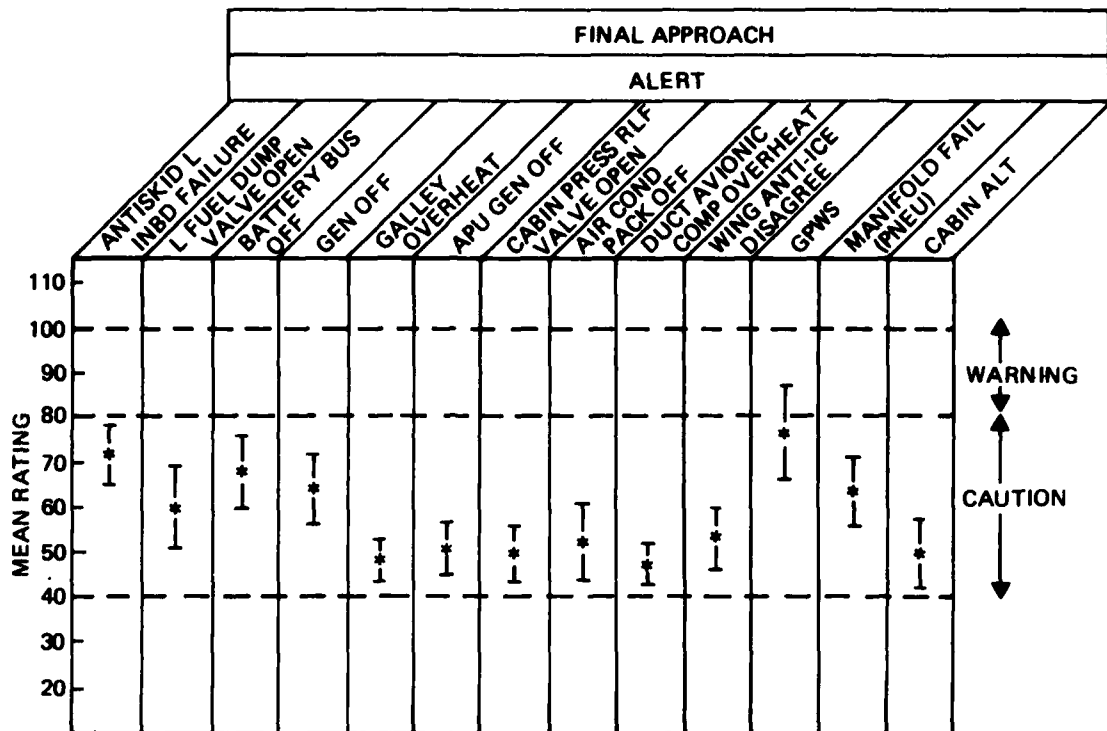 FINAL APPROACH
ALERT
ANTISKID L
INBD FAILURE
L FUEL DUMP
VALVE OPEN
BATTERY BUS
OFF
GEN OFF
GALLEY
OVERHEAT
APU GEN OFF
CABIN PRESS RLF
VALVE OPEN
AIR COND
PACK OFF
DUCT AVIONIC
COMP OVERHEAT
WING ANTI-ICE
DISAGREE
GPWS
MANIFOLD FAIL
(PNEU)
CABIN ALT
MEAN RATING
110
100
90
80
70
60
50
40
30
20
WARNING
CAUTION